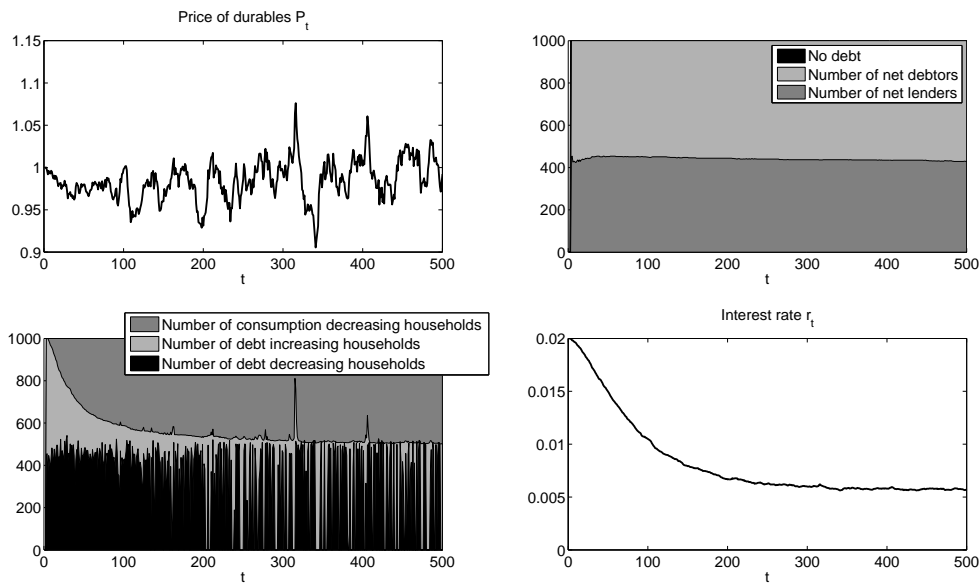 Price of durables P_t
1.15
1.1
1.05
1
0.95
0.9
0 100 200 300 400 500
t
1000
800
600
400
200
0
No debt
Number of net debtors
Number of net lenders
0 100 200 300 400 500
t
1000
800
600
400
200
0
Number of consumption decreasing households
Number of debt increasing households
Number of debt decreasing households
0 100 200 300 400 500
t
Interest rate r_t
0.02
0.015
0.01
0.005
0
0 100 200 300 400 500
t